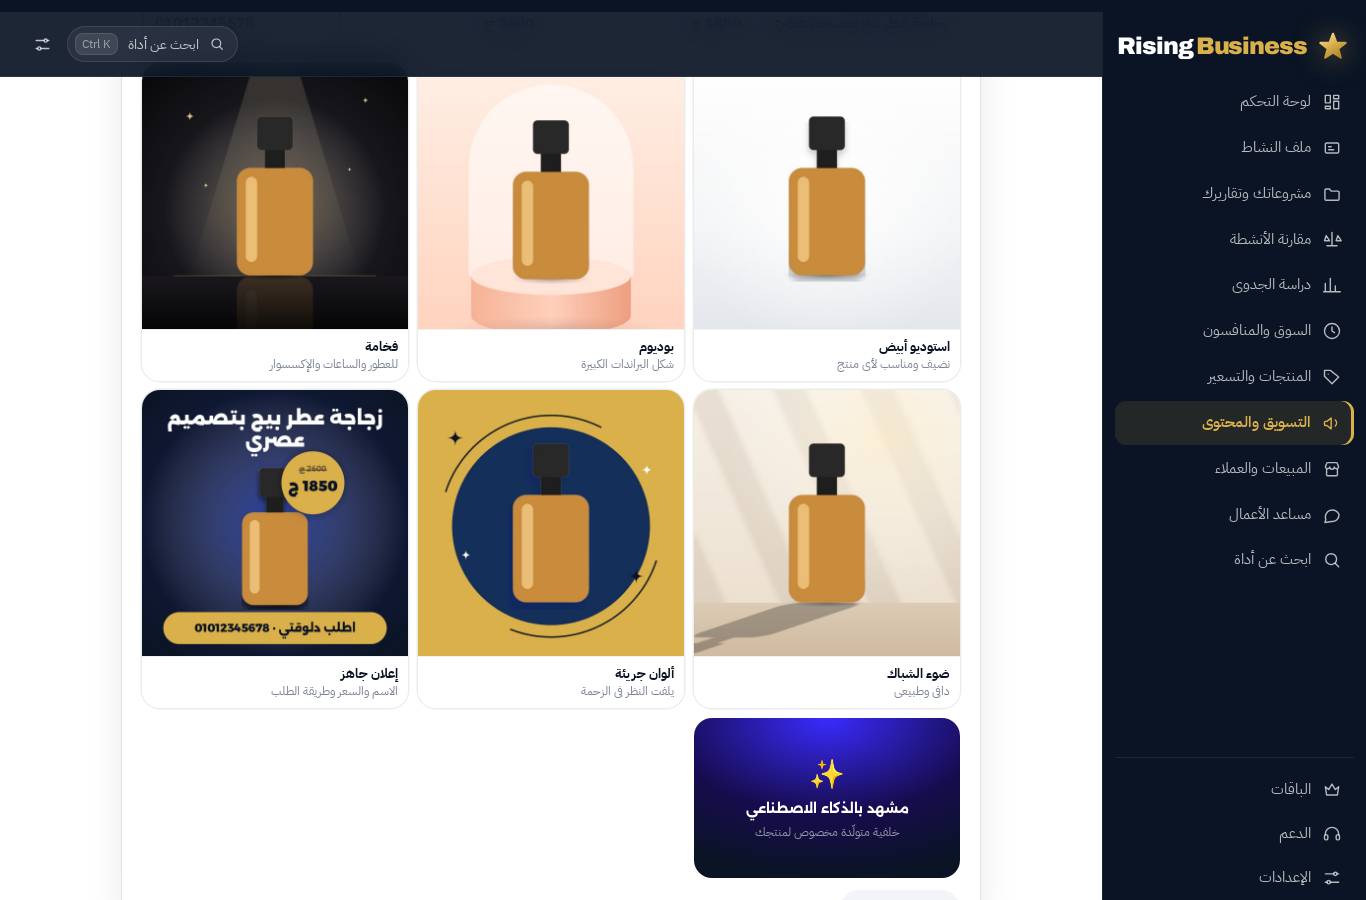 Rising Business
لوحة التحكم
ملف النشاط
مشروعاتك وتقاريرك
مقارنة الأنشطة
دراسة الجدوى
السوق والمنافسون
المنتجات والتسعير
التسويق والمحتوى
المبيعات والعملاء
مساعد الأعمال
ابحث عن أداة
الباقات
الدعم
الإعدادات
ابحث عن أداة
Ctrl K
استوديو أبيض
نضيف ومناسب لأي منتج
بوديوم
شكل البراندات الكبيرة
فخامة
للعطور والساعات والإكسسوار
ضوء الشباك
دافي وطبيعي
ألوان جريئة
يلفت النظر في الزحمة
زجاجة عطر بيج بتصميم
عصري
2600 ج
1850 ج
اطلب دلوقتي · 01012345678
إعلان جاهز
الاسم والسعر وطريقة الطلب
مشهد بالذكاء الاصطناعي
خلفية متولّدة مخصوص لمنتجك